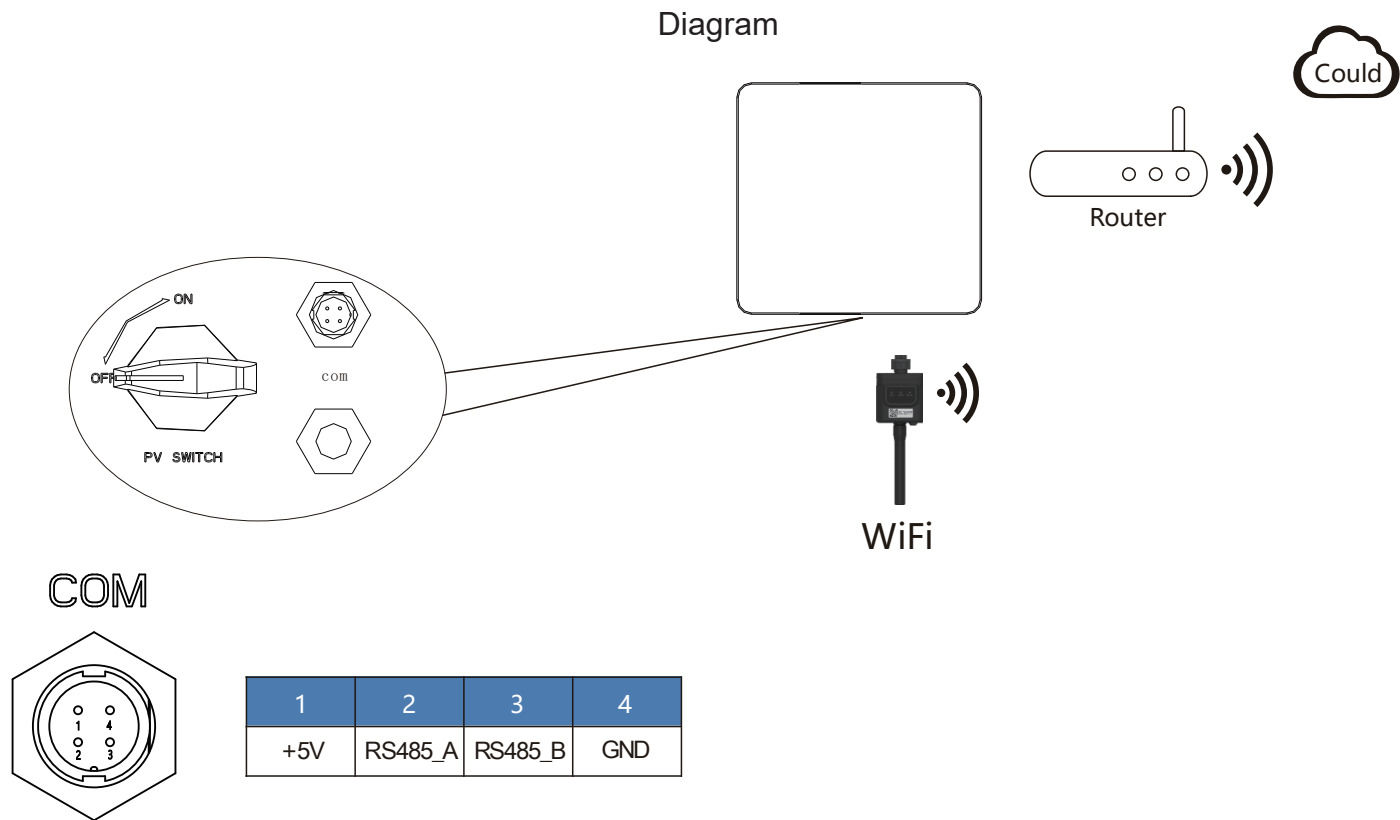 Diagram
Could
Router
ON
OFF
com
PV SWITCH
WiFi
COM
1 4
2 3
1 2 3 4
+5V RS485_A RS485_B GND